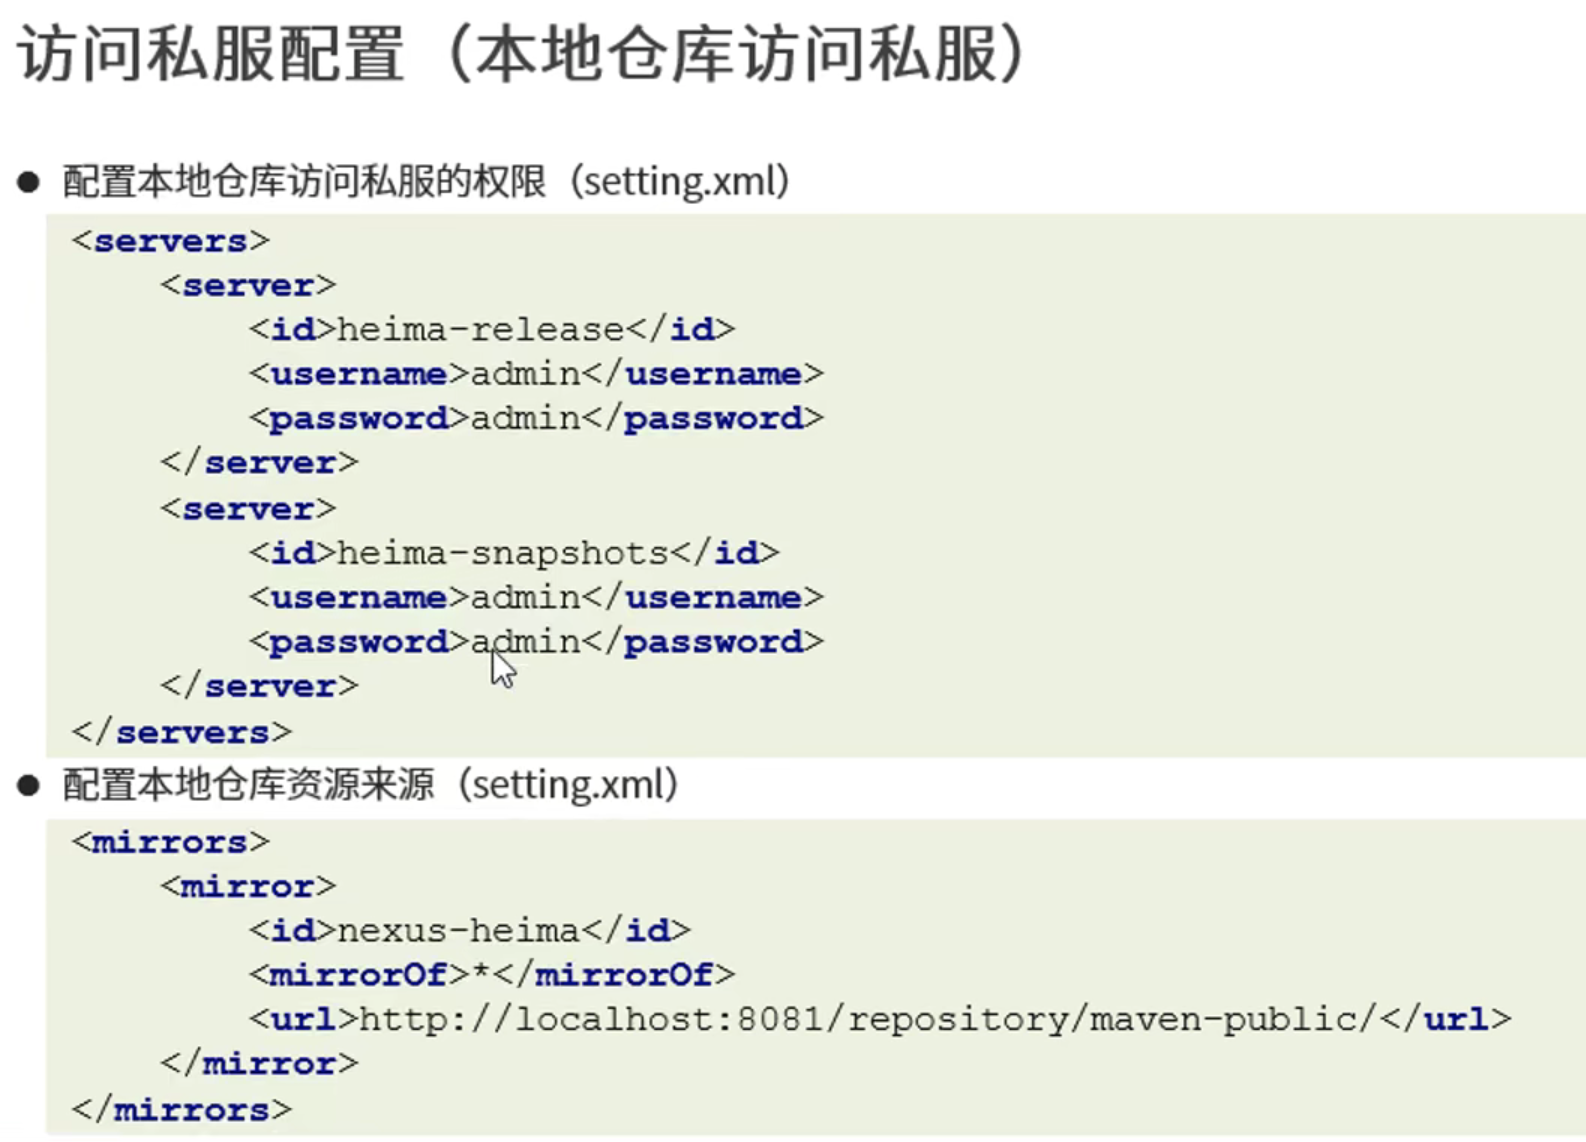 访问私服配置（本地仓库访问私服）
● 配置本地仓库访问私服的权限（setting.xml）
<servers>
    <server>
        <id>heima-release</id>
        <username>admin</username>
        <password>admin</password>
    </server>
    <server>
        <id>heima-snapshots</id>
        <username>admin</username>
        <password>admin</password>
    </server>
</servers>
● 配置本地仓库资源来源（setting.xml）
<mirrors>
    <mirror>
        <id>nexus-heima</id>
        <mirrorOf>*</mirrorOf>
        <url>http://localhost:8081/repository/maven-public/</url>
    </mirror>
</mirrors>